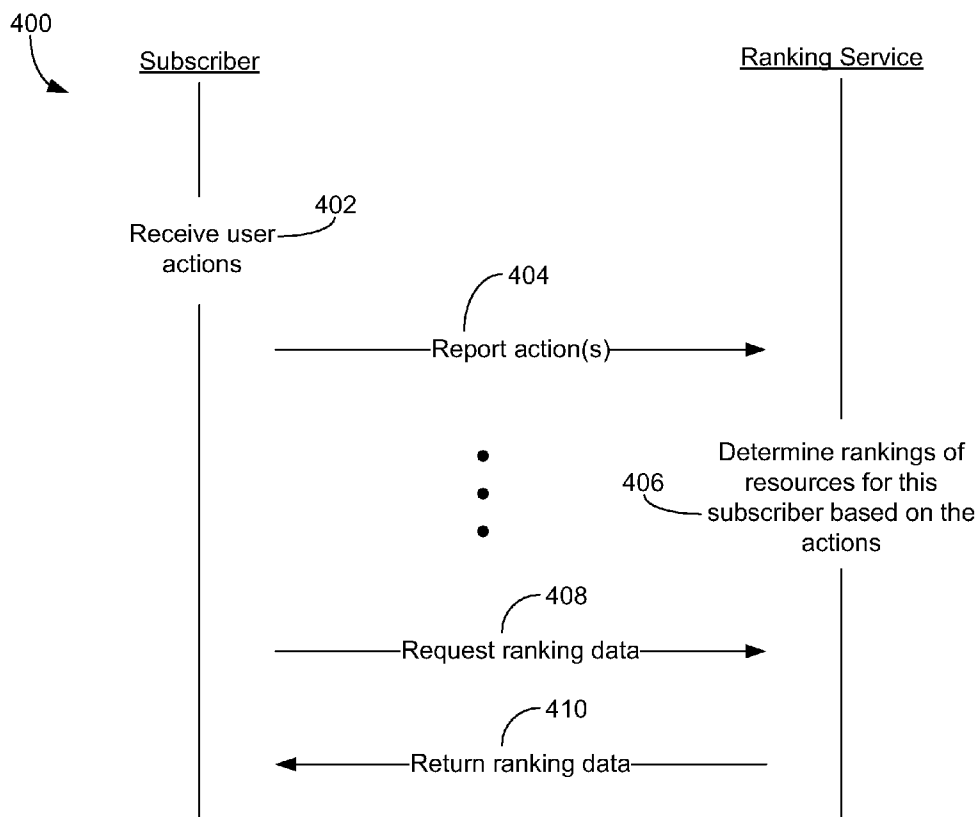 400
Subscriber
Ranking Service
402
Receive user
actions
404
Report action(s)
Determine rankings of
resources for this
406
subscriber based on the
actions
408
Request ranking data
410
Return ranking data